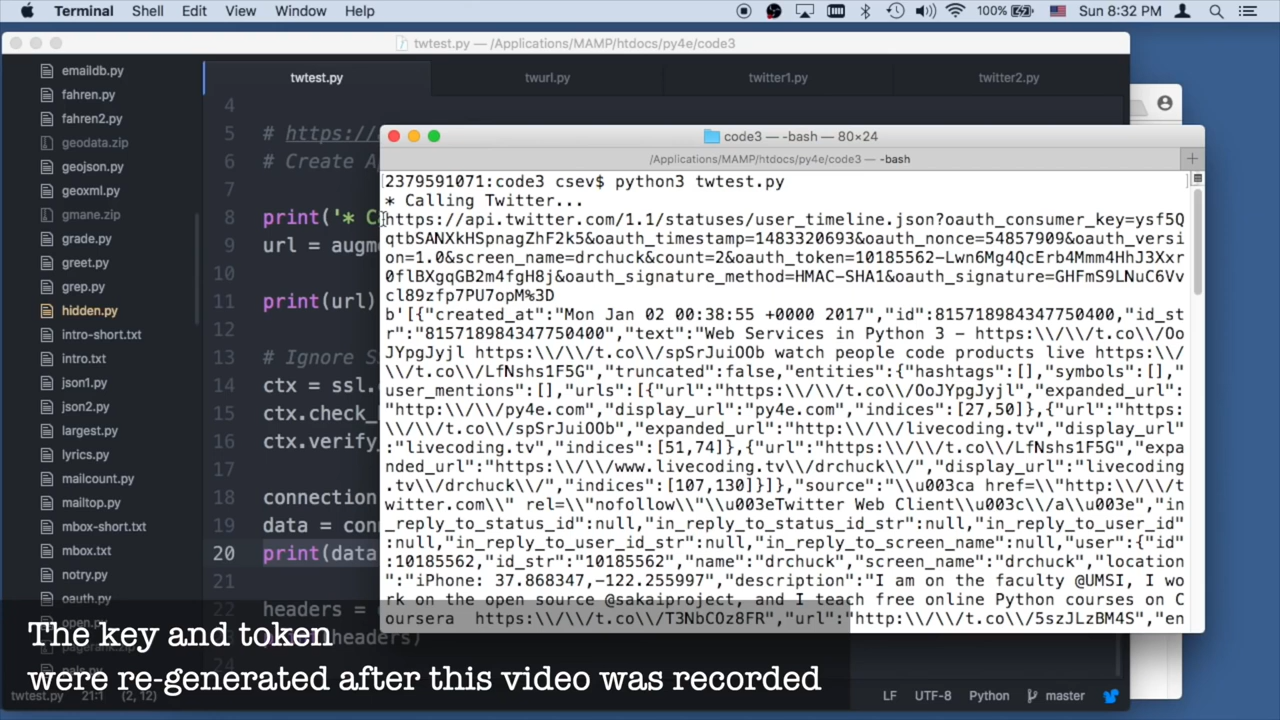 Terminal Shell Edit View Window Help 100% Sun 8:32 PM
twtest.py — /Applications/MAMP/htdocs/py4e/code3
emaildb.py
fahren.py
fahren2.py
geodata.zip
geojson.py
geoxml.py
gmane.zip
grade.py
greet.py
grep.py
hidden.py
intro-short.txt
intro.txt
json1.py
json2.py
largest.py
lyrics.py
mailcount.py
mailtop.py
mbox-short.txt
mbox.txt
notry.py
oauth.py
open.py
pagerank.zip
pals.py
twtest.py twurl.py twitter1.py twitter2.py
4
5 # https://
6 # Create A
7
8 print('* C
9 url = augm
10
11 print(url)
12
13 # Ignore S
14 ctx = ssl.
15 ctx.check_
16 ctx.verify_
17
18 connection
19 data = con
20 print(data
21
22 headers =
headers)
24
code3 — -bash — 80×24
/Applications/MAMP/htdocs/py4e/code3 — -bash
[2379591071:code3 csev$ python3 twtest.py ]
* Calling Twitter...
https://api.twitter.com/1.1/statuses/user_timeline.json?oauth_consumer_key=ysf5Q
qtbSANXkHSpnagZhF2k5&oauth_timestamp=1483320693&oauth_nonce=54857909&oauth_versi
on=1.0&screen_name=drchuck&count=2&oauth_token=10185562-Lwn6Mg4QcErb4Mmm4HhJ3Xxr
0flBXgqGB2m4fgH8j&oauth_signature_method=HMAC-SHA1&oauth_signature=GHFmS9LNuC6Vv
cl89zfp7PU7opM%3D
b'[{"created_at":"Mon Jan 02 00:38:55 +0000 2017","id":815718984347750400,"id_st
r":"815718984347750400","text":"Web Services in Python 3 - https:\\/\\/t.co\\/Oo
JYpgJyjl https:\\/\\/t.co\\/spSrJuiOOb watch people code products live https:\\/
\\/t.co\\/LfNshs1F5G","truncated":false,"entities":{"hashtags":[],"symbols":[],"
user_mentions":[],"urls":[{"url":"https:\\/\\/t.co\\/OoJYpgJyjl","expanded_url":
"http:\\/\\/py4e.com","display_url":"py4e.com","indices":[27,50]},{"url":"https:
\\/\\/t.co\\/spSrJuiOOb","expanded_url":"http:\\/\\/livecoding.tv","display_url"
:"livecoding.tv","indices":[51,74]},{"url":"https:\\/\\/t.co\\/LfNshs1F5G","expa
nded_url":"https:\\/\\/www.livecoding.tv\\/drchuck\\/","display_url":"livecoding
.tv\\/drchuck\\/","indices":[107,130]}]},"source":"\\u003ca href=\\"http:\\/\\/t
witter.com\\" rel=\\"nofollow\\"\\u003eTwitter Web Client\\u003c\\/a\\u003e","in
_reply_to_status_id":null,"in_reply_to_status_id_str":null,"in_reply_to_user_id"
:null,"in_reply_to_user_id_str":null,"in_reply_to_screen_name":null,"user":{"id"
:10185562,"id_str":"10185562","name":"drchuck","screen_name":"drchuck","location
":"iPhone: 37.868347,-122.255997","description":"I am on the faculty @UMSI, I wo
rk on the open source @sakaiproject, and I teach free online Python courses on C
oursera  https:\\/\\/t.co\\/T3NbCOz8FR","url":"http:\\/\\/t.co\\/5szJLzBM4S","en
The key and token
were re-generated after this video was recorded
twtest.py 21:1 (2, 12) LF UTF-8 Python master